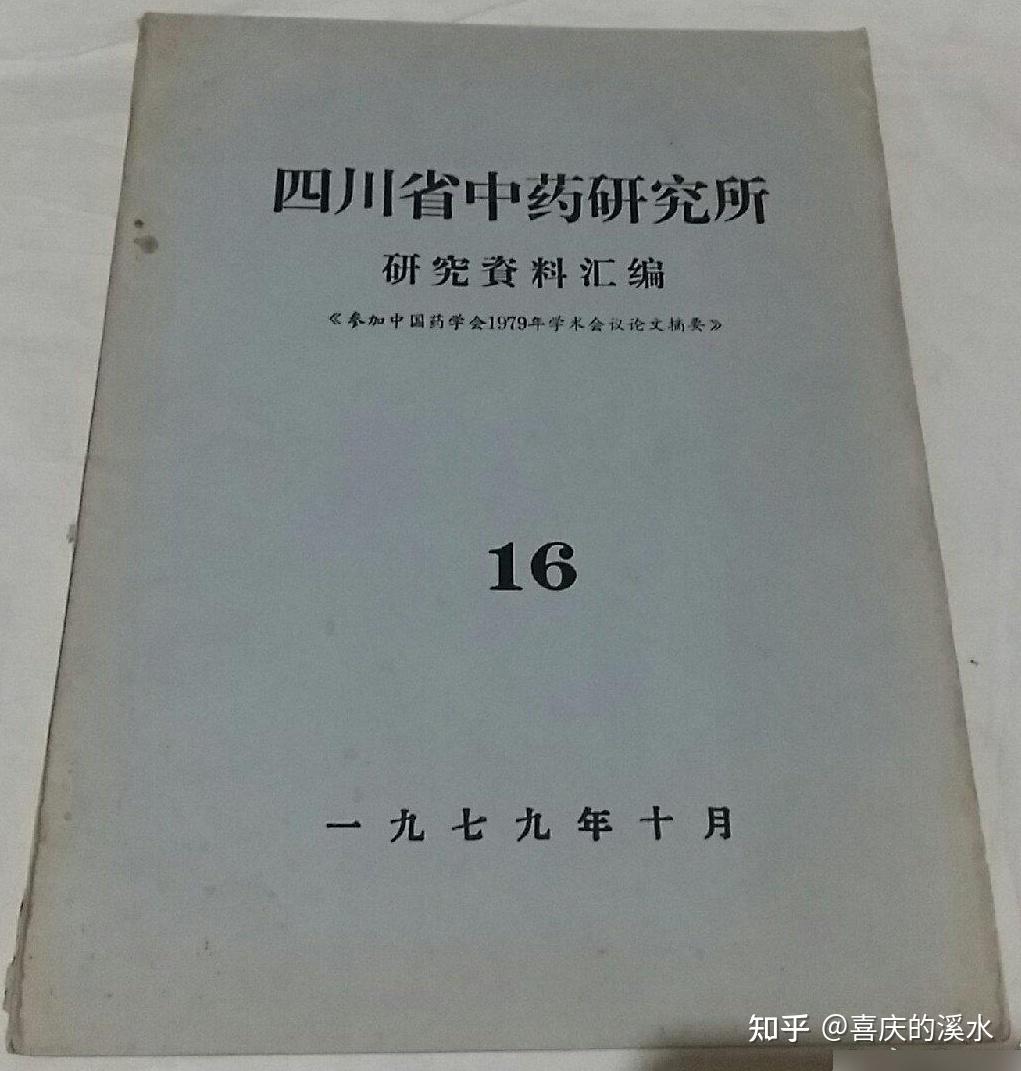 四川省中药研究所
研究資料汇编
《参加中国药学会1979年学术会议论文摘要》
16
一九七九年十月
知乎 @喜庆的溪水